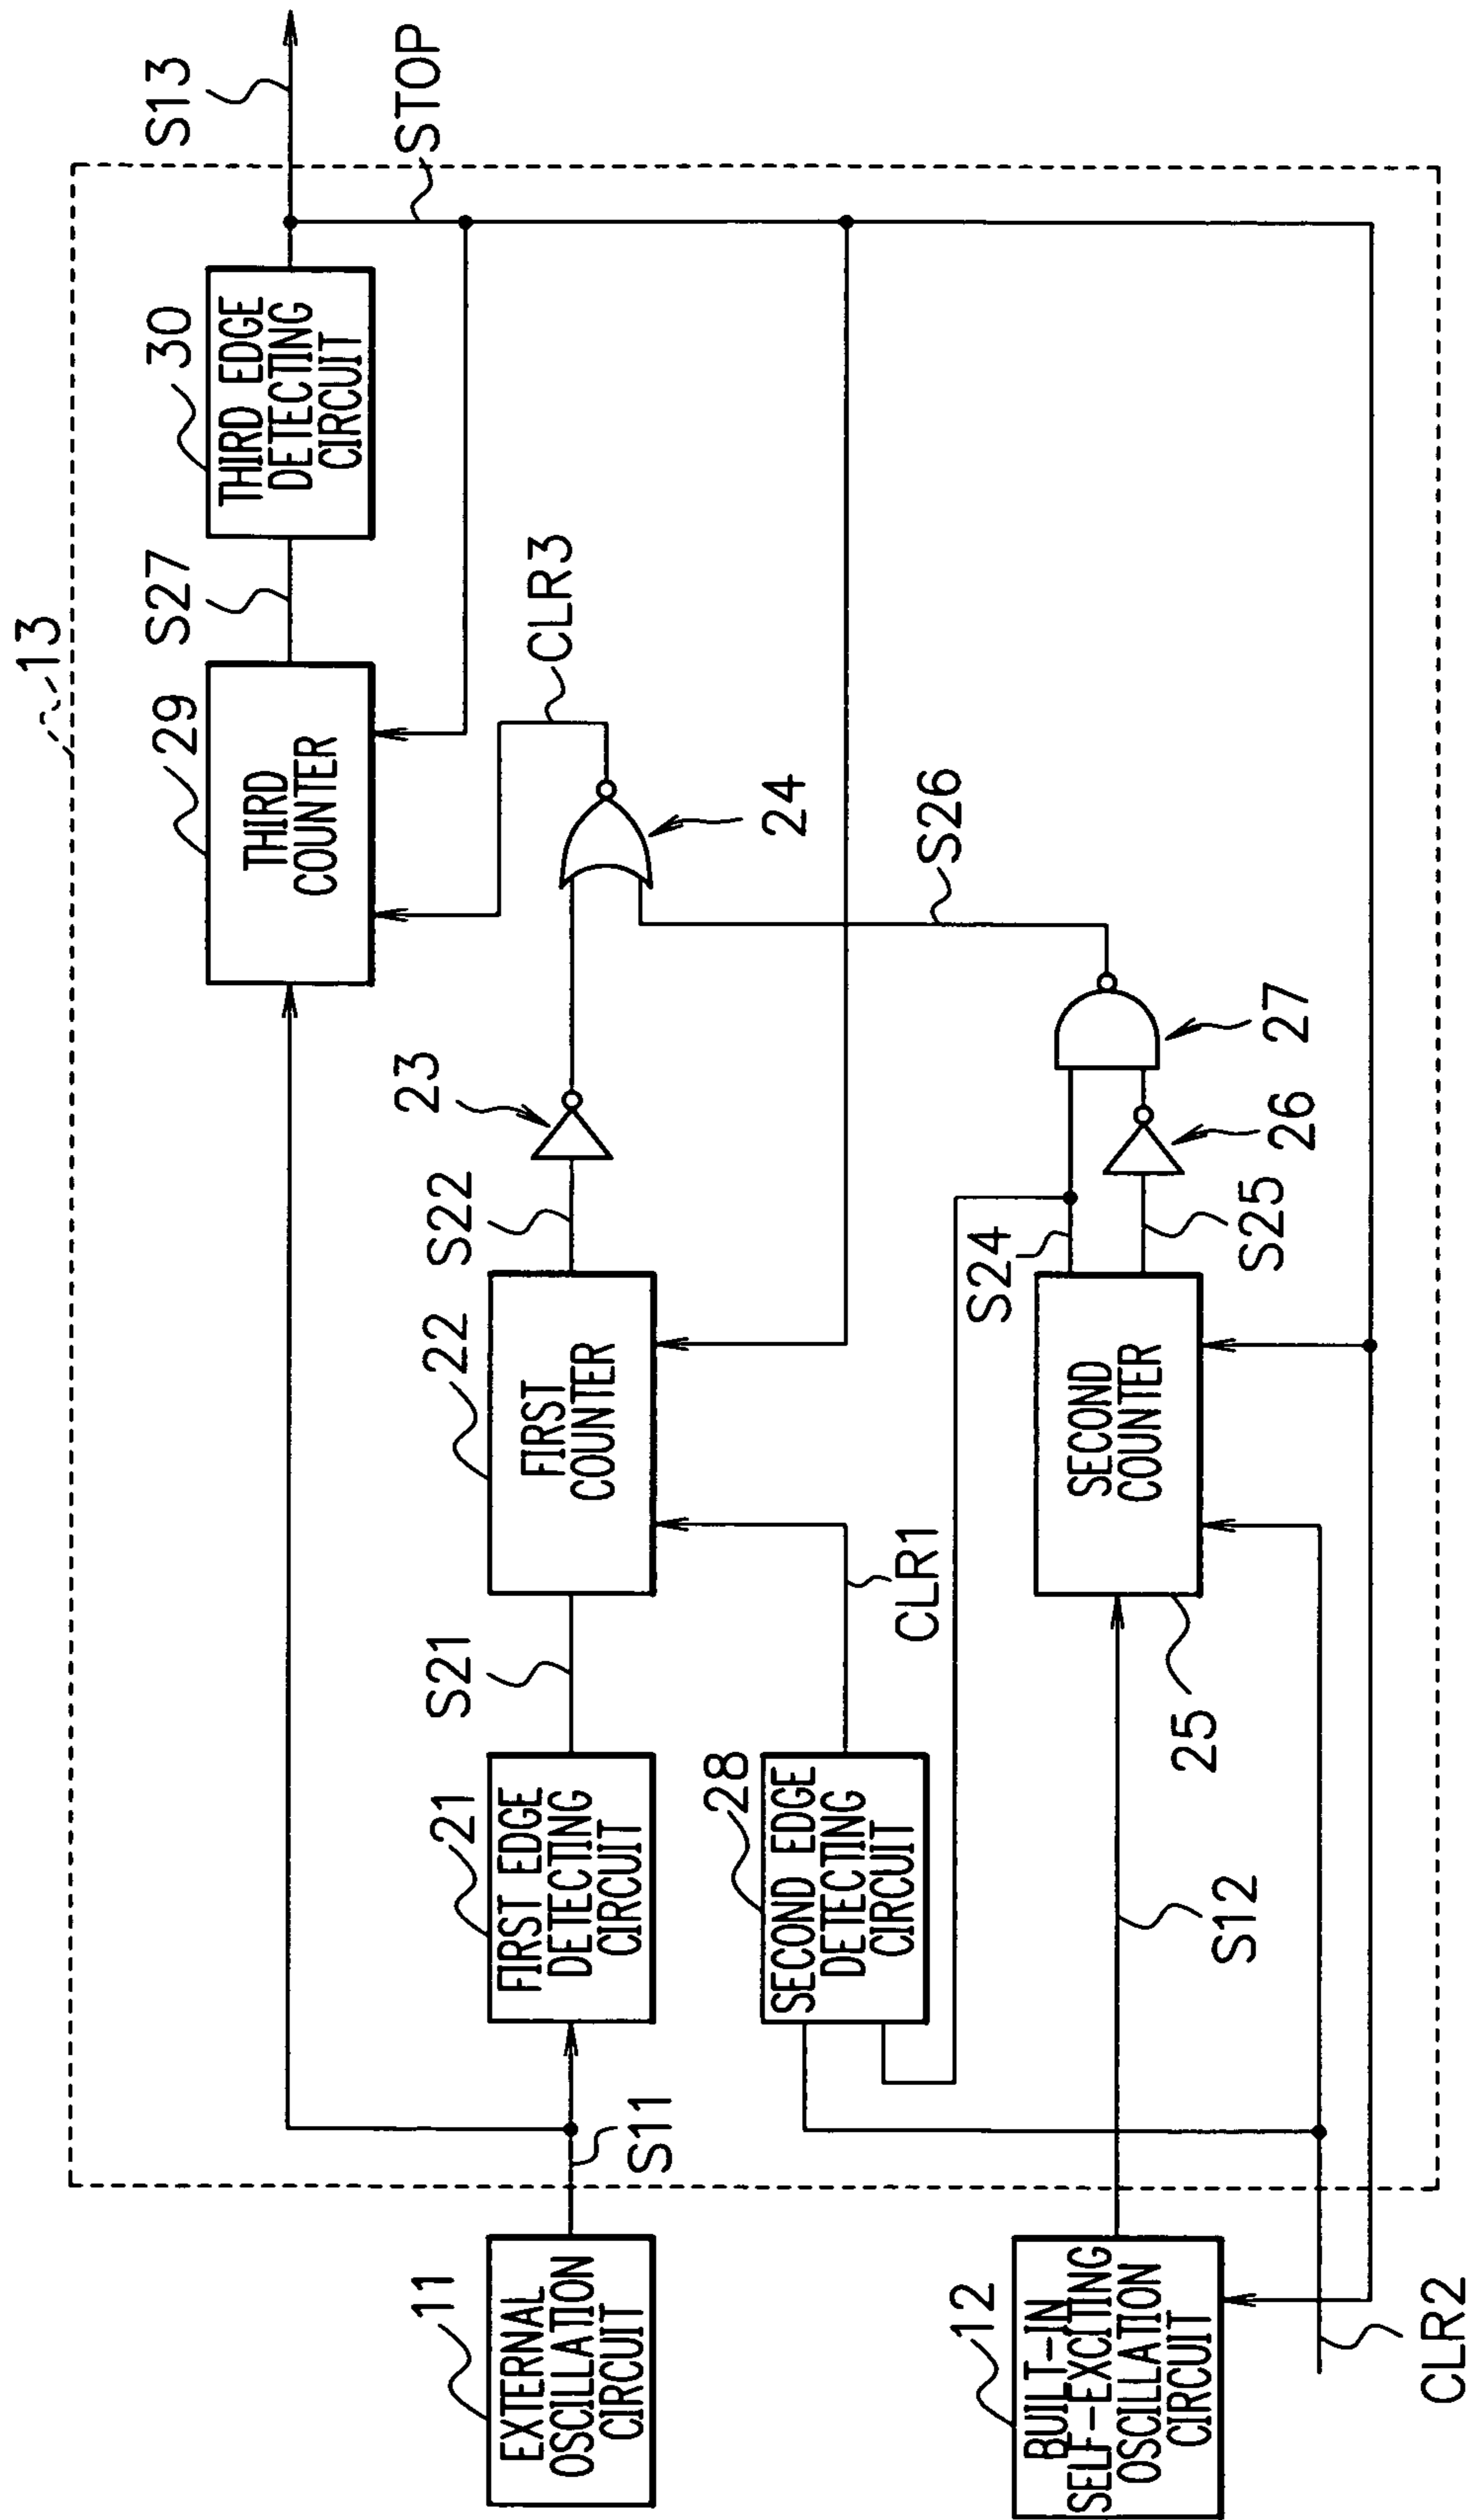 13
S13
STOP
30
THIRD EDGE
DETECTING
CIRCUIT
S27
29
THIRD
COUNTER
CLR3
24
S26
23
S22
22
FIRST
COUNTER
S21
21
FIRST EDGE
DETECTING
CIRCUIT
S11
11
EXTERNAL
OSCILLATION
CIRCUIT
28
SECOND EDGE
DETECTING
CIRCUIT
CLR1
27
26
S24
S25
SECOND
COUNTER
25
S12
12
BUILT-IN
SELF-EXCITING
OSCILLATION
CIRCUIT
CLR2